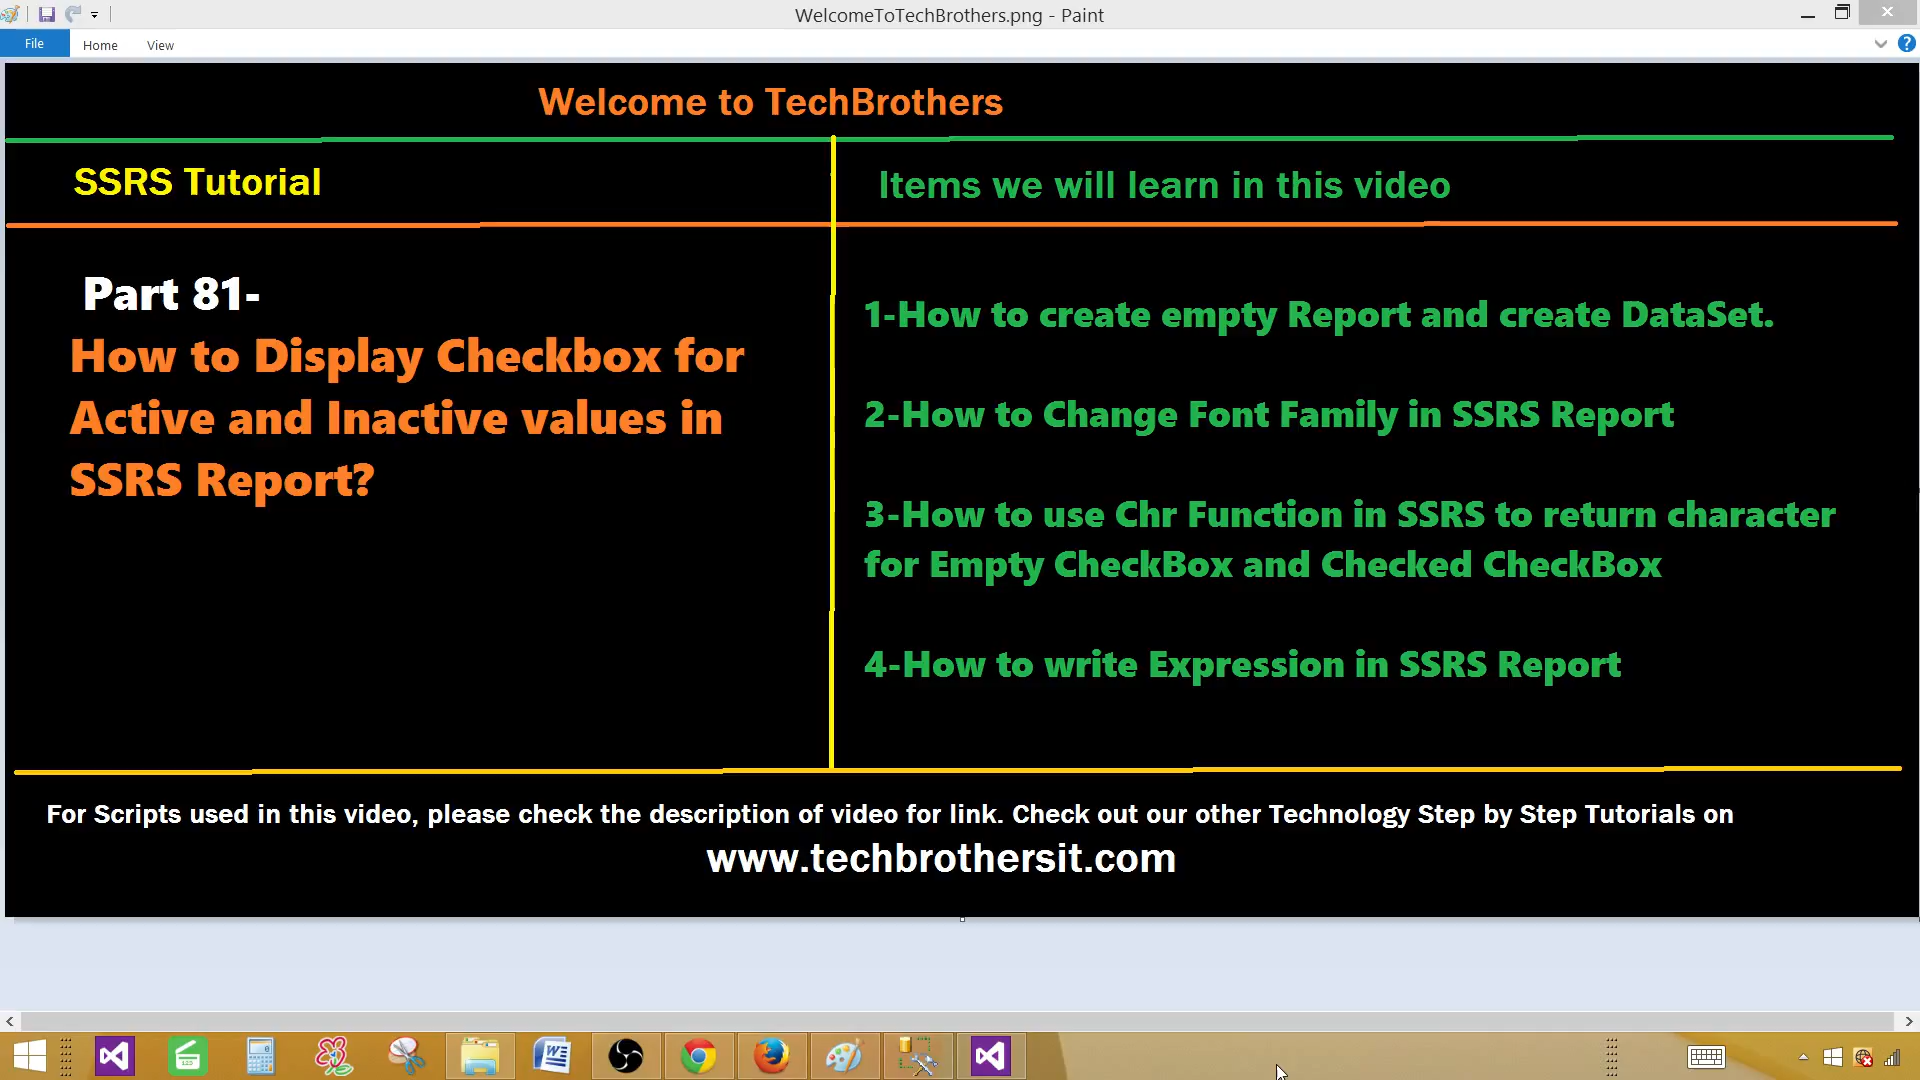 WelcomeToTechBrothers.png - Paint
File
Home
View
Welcome to TechBrothers
SSRS Tutorial
Items we will learn in this video
Part 81-
How to Display Checkbox for
Active and Inactive values in
SSRS Report?
1-How to create empty Report and create DataSet.
2-How to Change Font Family in SSRS Report
3-How to use Chr Function in SSRS to return character
for Empty CheckBox and Checked CheckBox
4-How to write Expression in SSRS Report
For Scripts used in this video, please check the description of video for link. Check out our other Technology Step by Step Tutorials on
www.techbrothersit.com